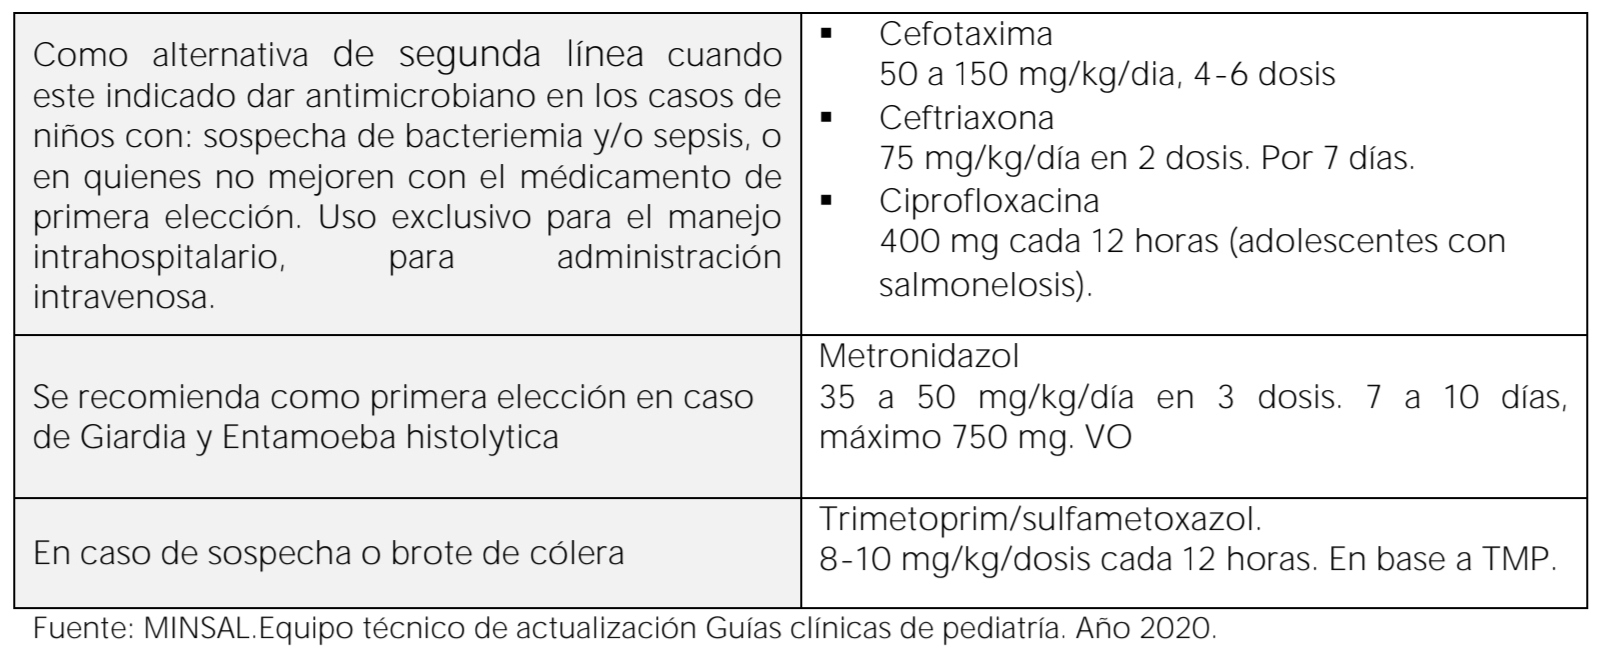 Como alternativa de segunda línea cuando
este indicado dar antimicrobiano en los casos de
niños con: sospecha de bacteriemia y/o sepsis, o
en quienes no mejoren con el médicamento de
primera elección. Uso exclusivo para el manejo
intrahospitalario, para administración
intravenosa.
▪ Cefotaxima
50 a 150 mg/kg/dia, 4-6 dosis
▪ Ceftriaxona
75 mg/kg/día en 2 dosis. Por 7 días.
▪ Ciprofloxacina
400 mg cada 12 horas (adolescentes con
salmonelosis).
Se recomienda como primera elección en caso
de Giardia y Entamoeba histolytica
Metronidazol
35 a 50 mg/kg/día en 3 dosis. 7 a 10 días,
máximo 750 mg. VO
En caso de sospecha o brote de cólera
Trimetoprim/sulfametoxazol.
8-10 mg/kg/dosis cada 12 horas. En base a TMP.
Fuente: MINSAL.Equipo técnico de actualización Guías clínicas de pediatría. Año 2020.